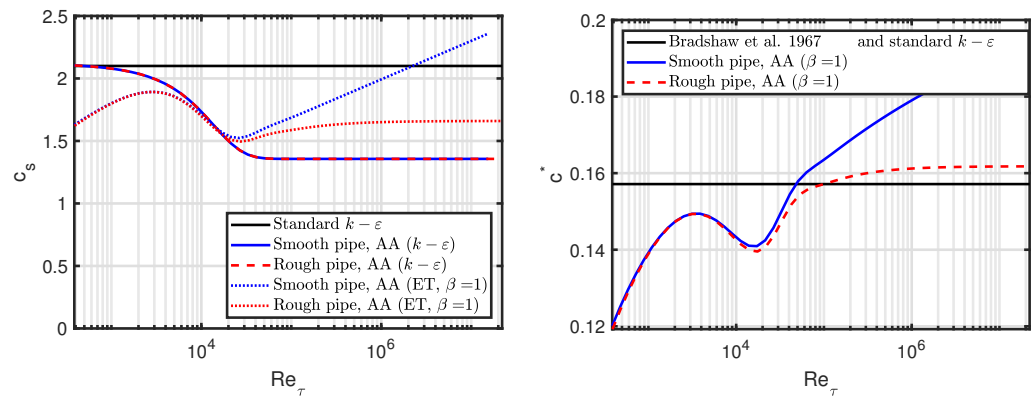 2.5
2
1.5
1
0.5
0
c_s
10^4
10^6
Re_τ
Standard k − ε
Smooth pipe, AA (k − ε)
Rough pipe, AA (k − ε)
Smooth pipe, AA (ET, β =1)
Rough pipe, AA (ET, β =1)
0.2
0.18
0.16
0.14
0.12
c^*
10^4
10^6
Re_τ
Bradshaw et al. 1967 and standard k − ε
Smooth pipe, AA (β =1)
Rough pipe, AA (β =1)